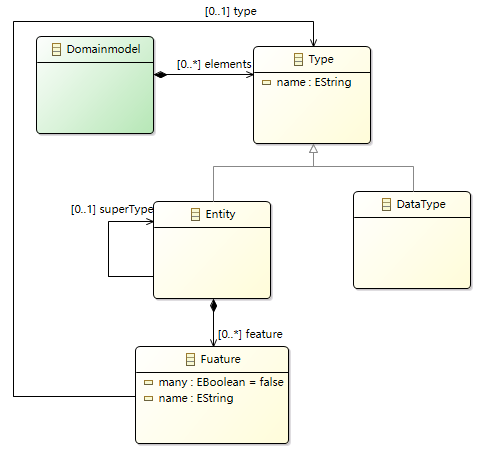 [0..1] type
Domainmodel
[0..*] elements
Type
name : EString
[0..1] superType
Entity
DataType
[0..*] feature
Fuature
many : EBoolean = false
name : EString